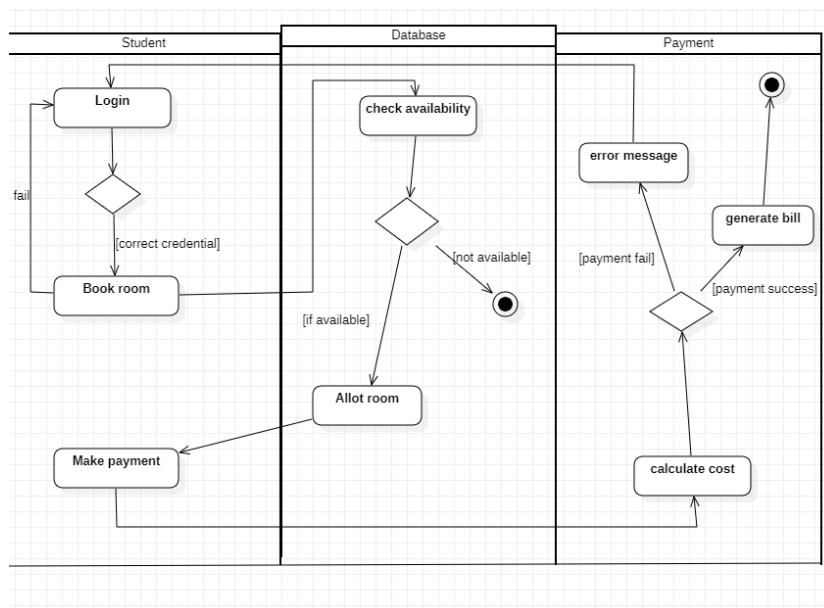 Student
Database
Payment
Login
check availability
error message
fail
generate bill
[correct credential]
[not available]
[payment fail]
Book room
[payment success]
[if available]
Allot room
Make payment
calculate cost